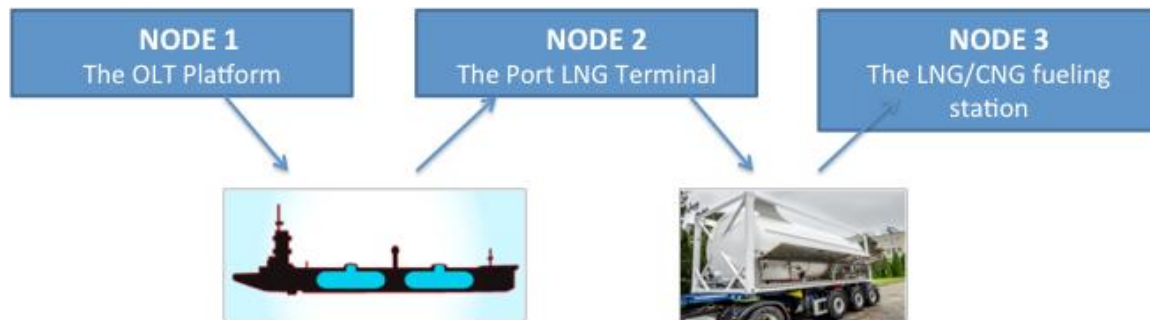 NODE 1
The OLT Platform
NODE 2
The Port LNG Terminal
NODE 3
The LNG/CNG fueling
station